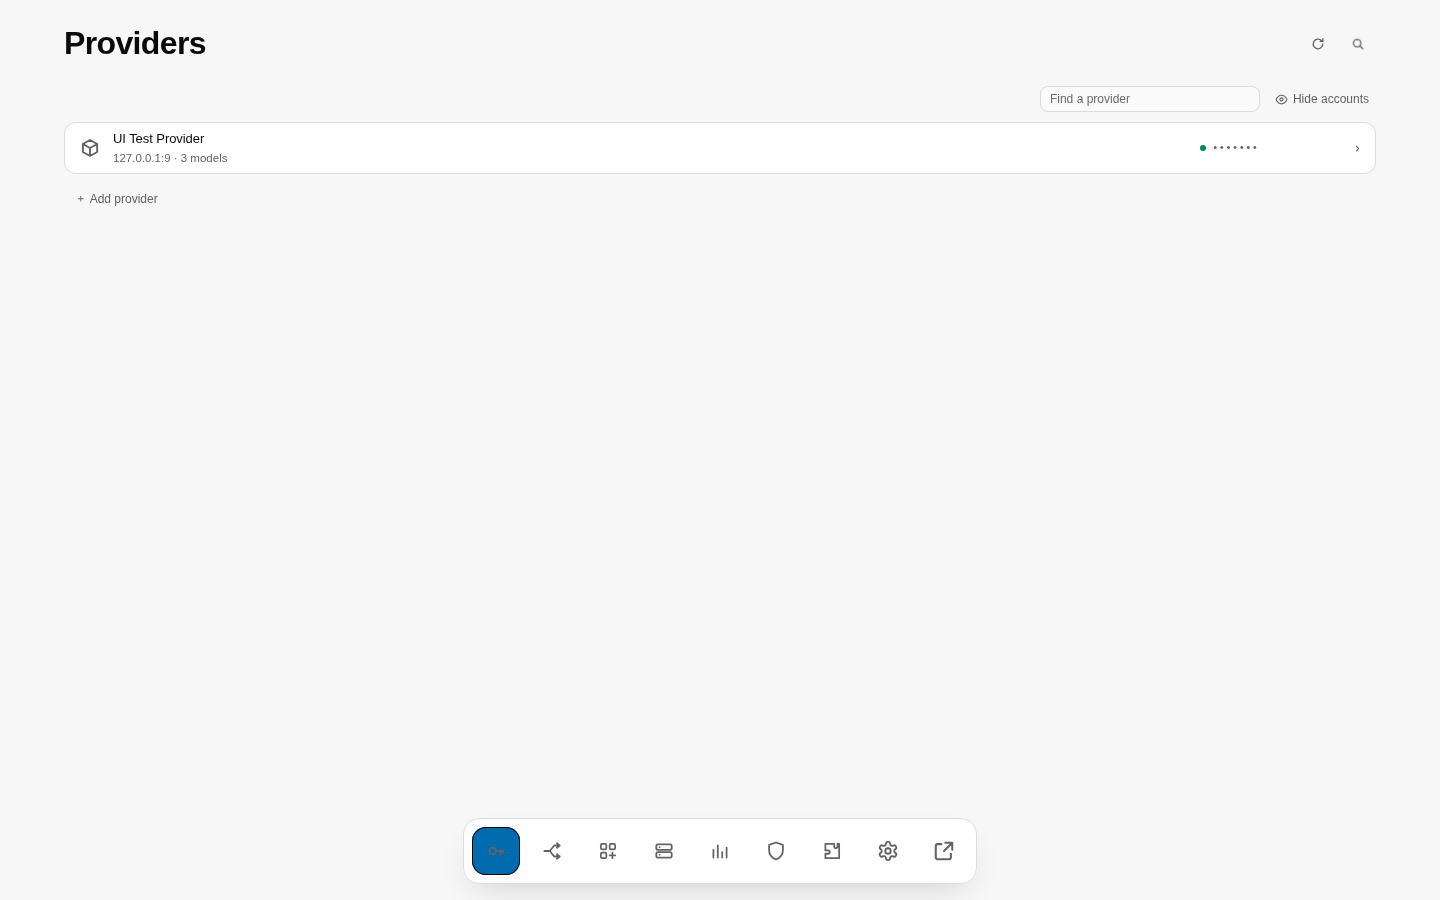 Providers
Find a provider
Hide accounts
UI Test Provider
127.0.0.1:9 · 3 models
•••••••
+ Add provider